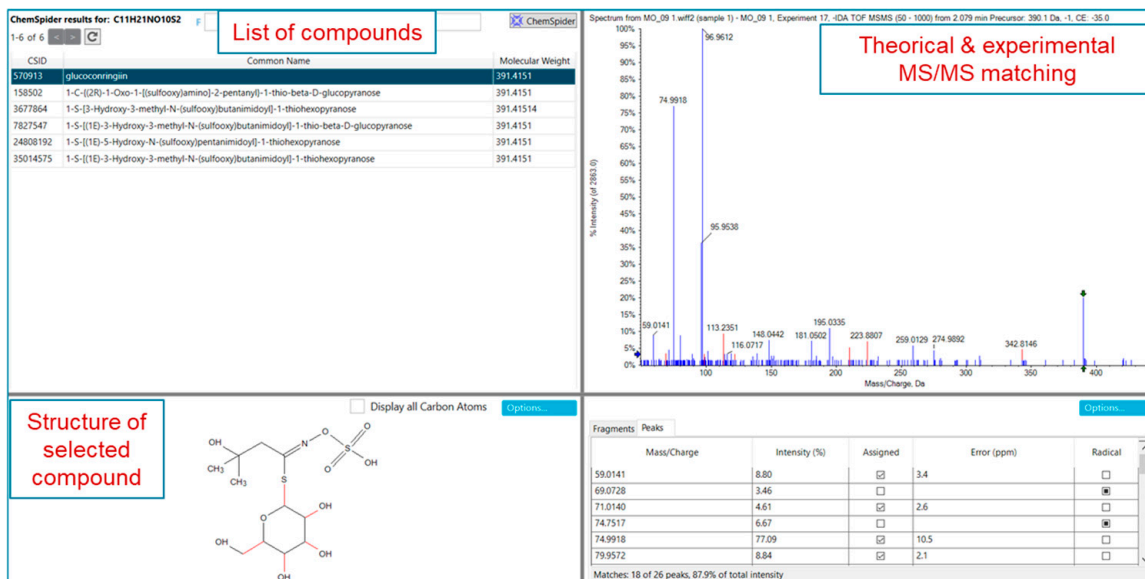 ChemSpider results for: C11H21NO10S2
F
ChemSpider
List of compounds
1-6 of 6 < > C
CSID Common Name Molecular Weight
570913 glucoconringiin 391.4151
158502 1-C-[(2R)-1-Oxo-1-[(sulfooxy)amino]-2-pentanyl]-1-thio-beta-D-glucopyranose 391.4151
3677864 1-S-[3-Hydroxy-3-methyl-N-(sulfooxy)butanimidoyl]-1-thiohexopyranose 391.41514
7827547 1-S-[(1E)-3-Hydroxy-3-methyl-N-(sulfooxy)butanimidoyl]-1-thio-beta-D-glucopyranose 391.4151
24808192 1-S-[(1E)-5-Hydroxy-N-(sulfooxy)pentanimidoyl]-1-thiohexopyranose 391.4151
35014575 1-S-[(1E)-3-Hydroxy-3-methyl-N-(sulfooxy)butanimidoyl]-1-thiohexopyranose 391.4151
Spectrum from MO_09 1.wiff2 (sample 1) - MO_09 1, Experiment 17, -IDA TOF MSMS (50 - 1000) from 2.079 min Precursor: 390.1 Da, -1, CE: -35.0
Theorical & experimental
MS/MS matching
% Intensity (of 2863.0)
100%
95%
90%
85%
80%
75%
70%
65%
60%
55%
50%
45%
40%
35%
30%
25%
20%
15%
10%
5%
0%
96.9612
74.9918
95.9538
59.0141
113.2351
116.0717
148.0442
181.0502
195.0335
223.8807
259.0129
274.9892
342.8146
100 150 200 250 300 350 400
Mass/Charge, Da
Structure of
selected
compound
Display all Carbon Atoms
Options...
OH
CH3
CH3
N
O
O
S
O
OH
S
O
OH
OH
OH
OH
Options...
Fragments Peaks
Mass/Charge Intensity (%) Assigned Error (ppm) Radical
59.0141 8.80 3.4
69.0728 3.46
71.0140 4.61 2.6
74.7517 6.67
74.9918 77.09 10.5
79.9572 8.84 2.1
Matches: 18 of 26 peaks, 87.9% of total intensity